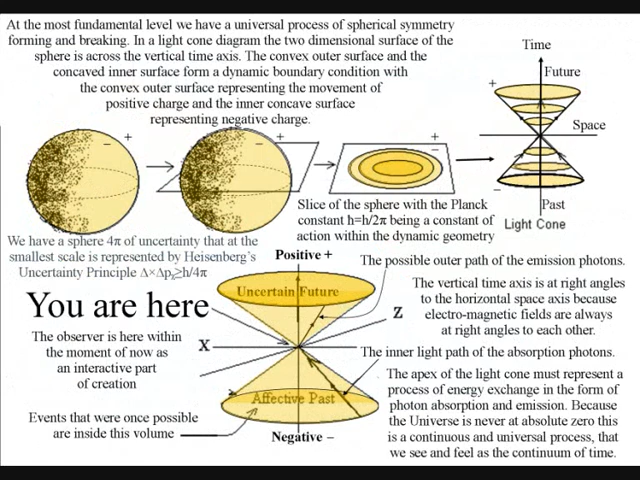 At the most fundamental level we have a universal process of spherical symmetry
forming and breaking. In a light cone diagram the two dimensional surface of the
sphere is across the vertical time axis. The convex outer surface and the
concaved inner surface form a dynamic boundary condition with
the convex outer surface representing the movement of
positive charge and the inner concave surface
representing negative charge.
Time
Future
+
Space
−
Past
Light Cone
+
−
+
−
+
−
Slice of the sphere with the Planck
constant h=h/2π being a constant of
action within the dynamic geometry
We have a sphere 4π of uncertainty that at the
smallest scale is represented by Heisenberg's
Uncertainty Principle Δ×Δpᵪ≥h/4π
Positive +
The possible outer path of the emission photons.
Uncertain Future
The vertical time axis is at right angles
to the horizontal space axis because
electro-magnetic fields are always
at right angles to each other.
You are here
Z
X
The observer is here within
the moment of now as
an interactive part
of creation
The inner light path of the absorption photons.
The apex of the light cone must represent a
process of energy exchange in the form of
photon absorption and emission. Because
the Universe is never at absolute zero this
is a continuous and universal process, that
we see and feel as the continuum of time.
Affective Past
Events that were once possible
are inside this volume
Negative −